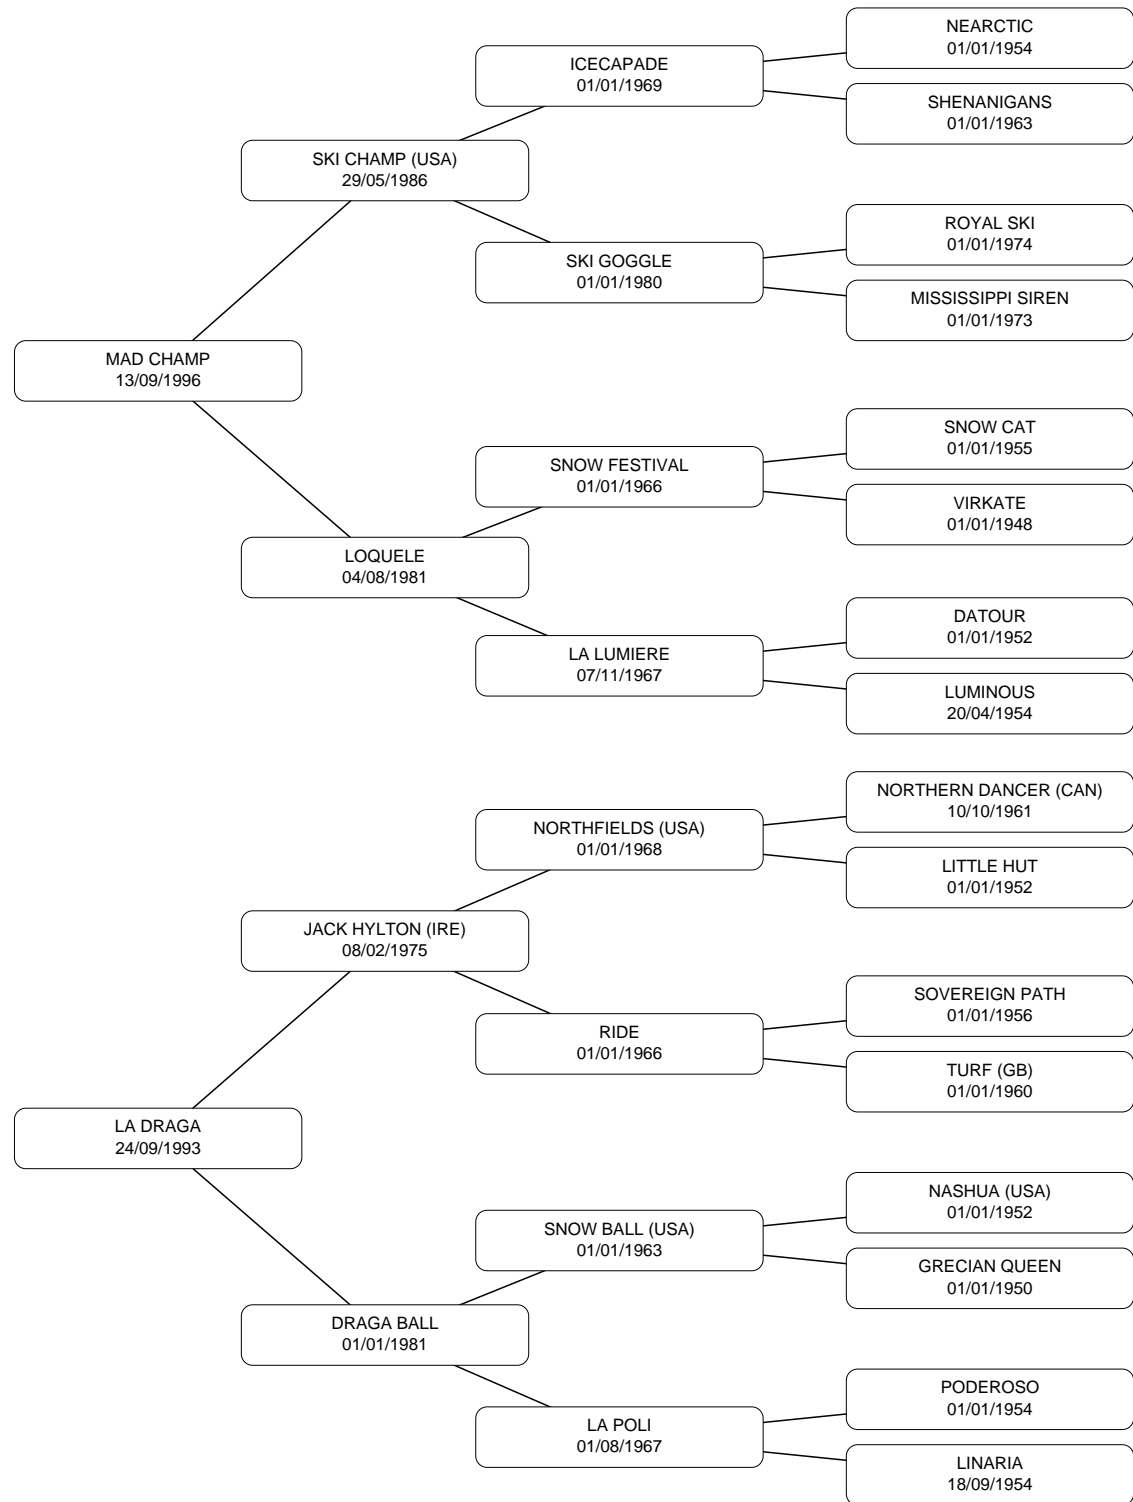 NEARCTIC
01/01/1954
ICECAPADE
01/01/1969
SHENANIGANS
01/01/1963
SKI CHAMP (USA)
29/05/1986
ROYAL SKI
01/01/1974
SKI GOGGLE
01/01/1980
MISSISSIPPI SIREN
01/01/1973
MAD CHAMP
13/09/1996
SNOW CAT
01/01/1955
SNOW FESTIVAL
01/01/1966
VIRKATE
01/01/1948
LOQUELE
04/08/1981
DATOUR
01/01/1952
LA LUMIERE
07/11/1967
LUMINOUS
20/04/1954
NORTHERN DANCER (CAN)
10/10/1961
NORTHFIELDS (USA)
01/01/1968
LITTLE HUT
01/01/1952
JACK HYLTON (IRE)
08/02/1975
SOVEREIGN PATH
01/01/1956
RIDE
01/01/1966
TURF (GB)
01/01/1960
LA DRAGA
24/09/1993
NASHUA (USA)
01/01/1952
SNOW BALL (USA)
01/01/1963
GRECIAN QUEEN
01/01/1950
DRAGA BALL
01/01/1981
PODEROSO
01/01/1954
LA POLI
01/08/1967
LINARIA
18/09/1954